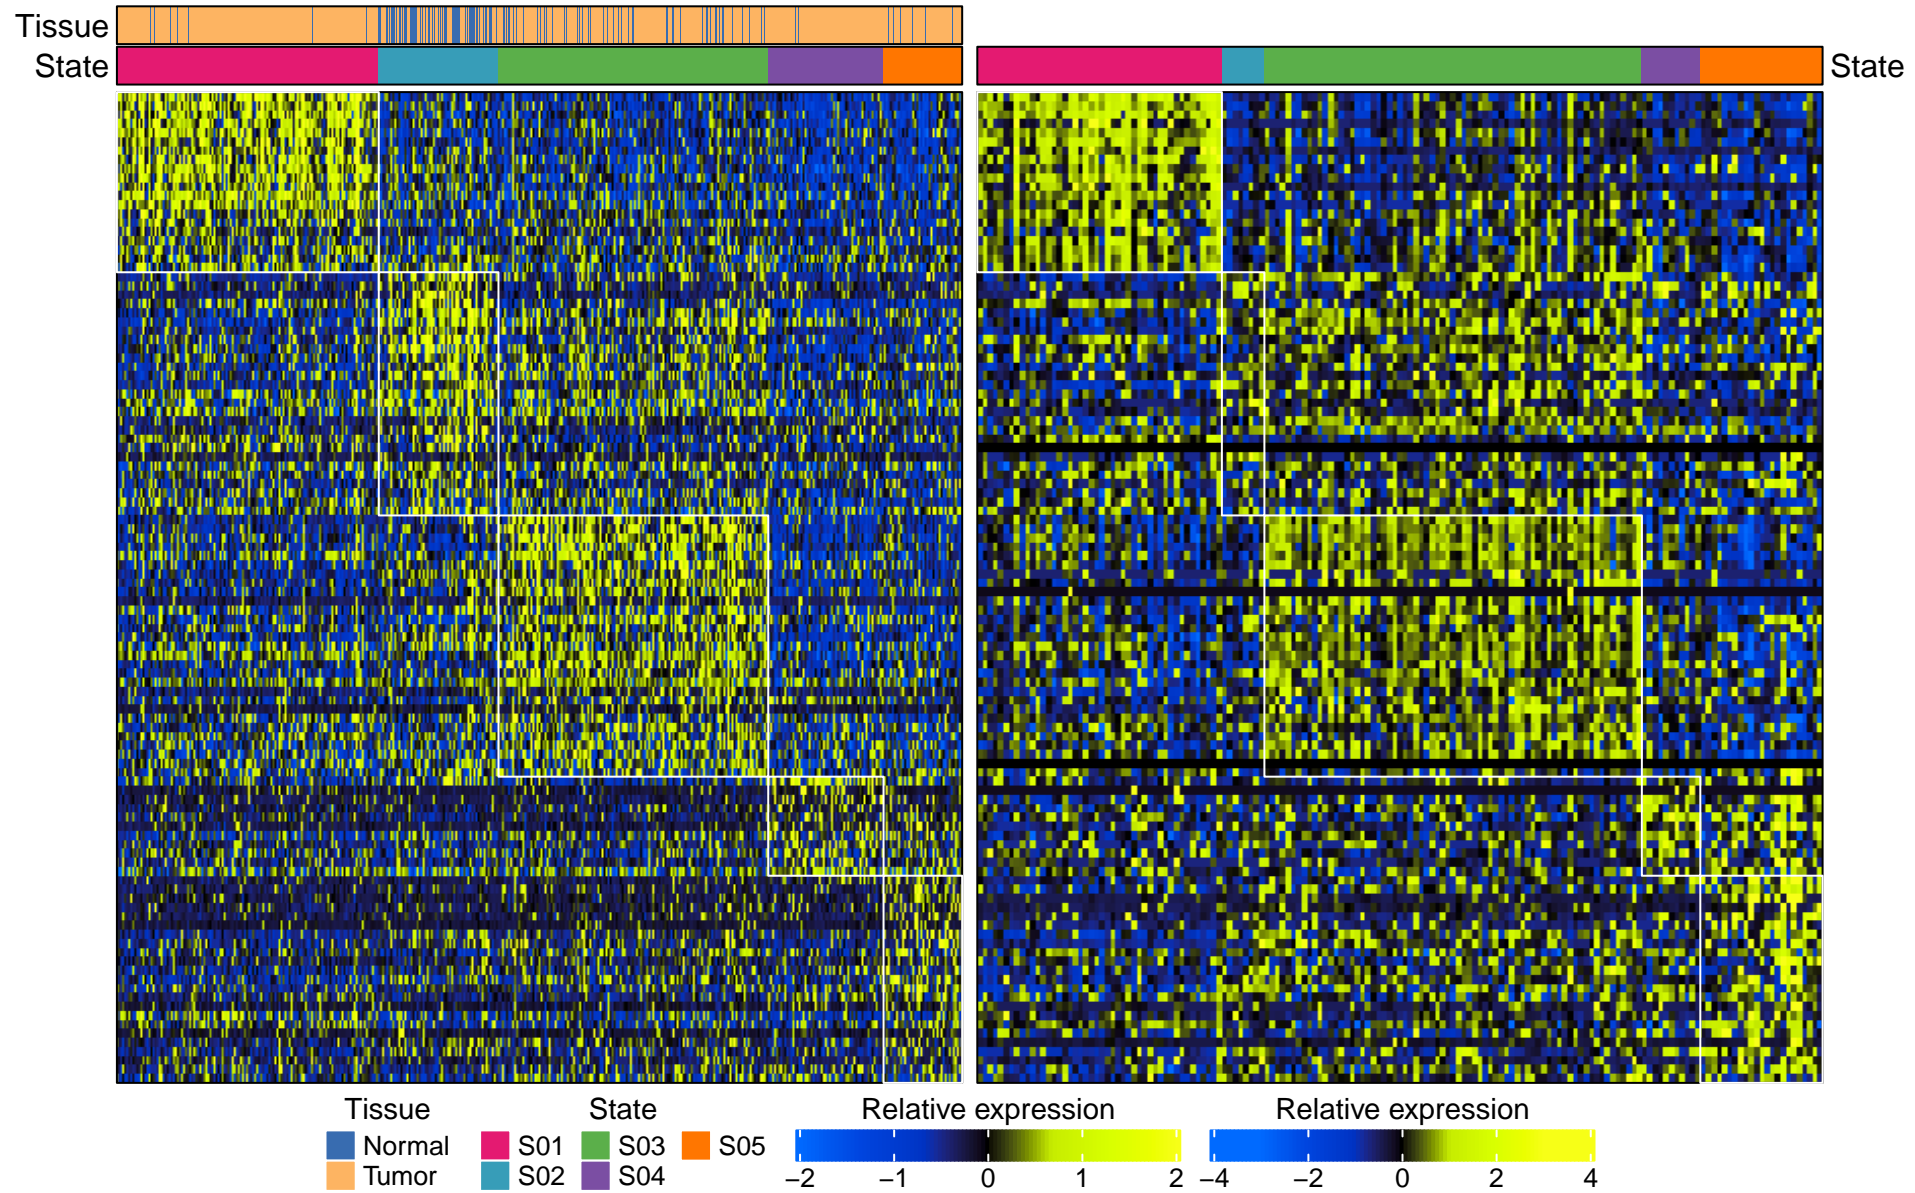 Tissue
State
State
Tissue
Normal
Tumor
State
S01
S02
S03
S04
S05
Relative expression
−2 −1 0 1 2
Relative expression
−4 −2 0 2 4